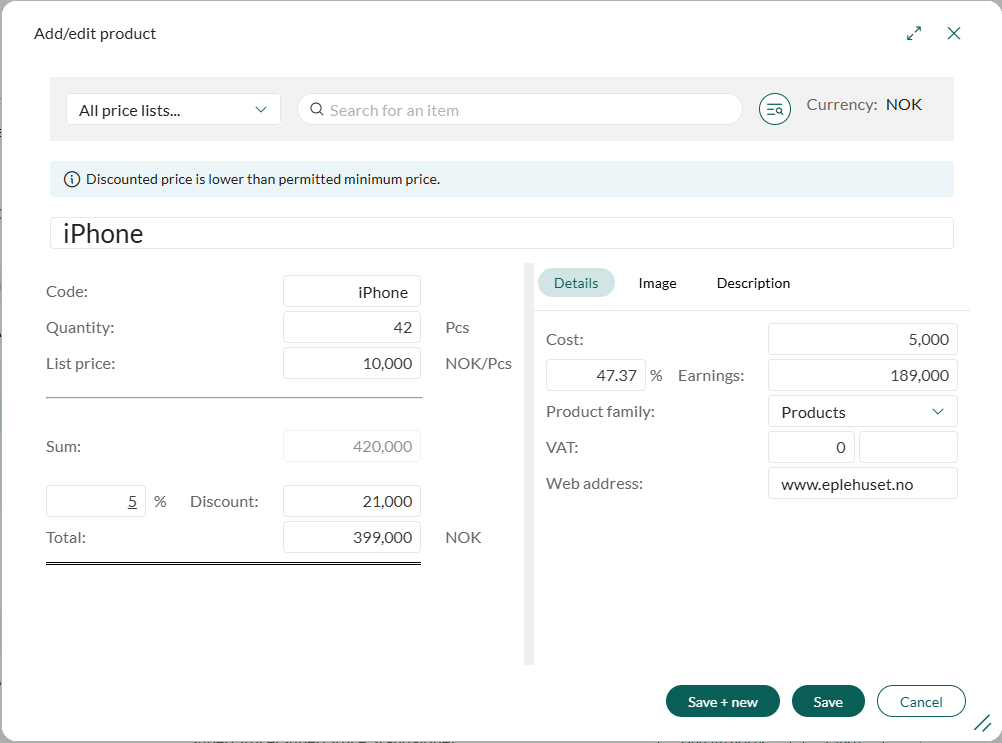 Add/edit product
All price lists...
Search for an item
Currency: NOK
Discounted price is lower than permitted minimum price.
iPhone
Code: iPhone
Quantity: 42 Pcs
List price: 10,000 NOK/Pcs
Sum: 420,000
5 % Discount: 21,000
Total: 399,000 NOK
Details Image Description
Cost: 5,000
47.37 % Earnings: 189,000
Product family: Products
VAT: 0
Web address: www.eplehuset.no
Save + new Save Cancel